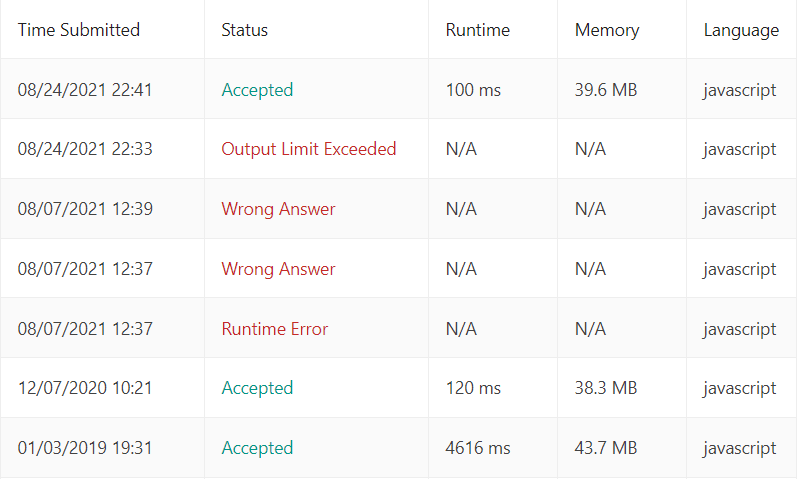 Time Submitted Status Runtime Memory Language
08/24/2021 22:41 Accepted 100 ms 39.6 MB javascript
08/24/2021 22:33 Output Limit Exceeded N/A N/A javascript
08/07/2021 12:39 Wrong Answer N/A N/A javascript
08/07/2021 12:37 Wrong Answer N/A N/A javascript
08/07/2021 12:37 Runtime Error N/A N/A javascript
12/07/2020 10:21 Accepted 120 ms 38.3 MB javascript
01/03/2019 19:31 Accepted 4616 ms 43.7 MB javascript